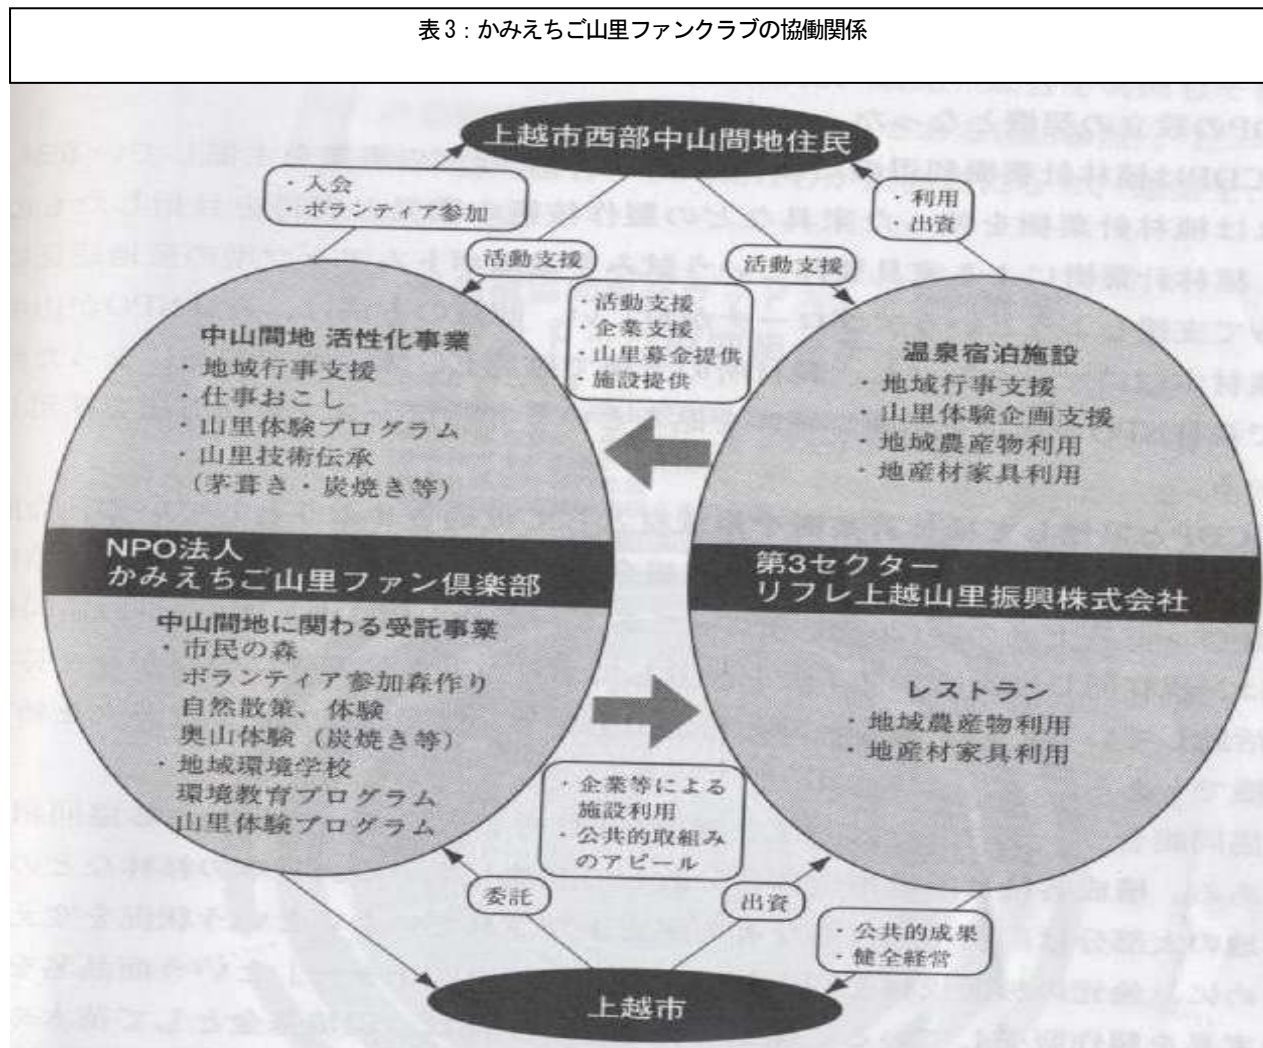 表3：かみえちご山里ファンクラブの協働関係
上越市西部中山間地住民
・入会
・ボランティア参加
・利用
・出資
活動支援
活動支援
・活動支援
・企業支援
・山里募金提供
・施設提供
中山間地 活性化事業
・地域行事支援
・仕事おこし
・山里体験プログラム
・山里技術伝承
（茅葺き・炭焼き等）
温泉宿泊施設
・地域行事支援
・山里体験企画支援
・地域農産物利用
・地産材家具利用
NPO法人
かみえちご山里ファン倶楽部
第3セクター
リフレ上越山里振興株式会社
中山間地に関わる受託事業
・市民の森
ボランティア参加森作り
自然散策、体験
奥山体験（炭焼き等）
・地域環境学校
環境教育プログラム
山里体験プログラム
レストラン
・地域農産物利用
・地産材家具利用
・企業等による
施設利用
・公共的取組み
のアピール
委託
出資
・公共的成果
・健全経営
上越市